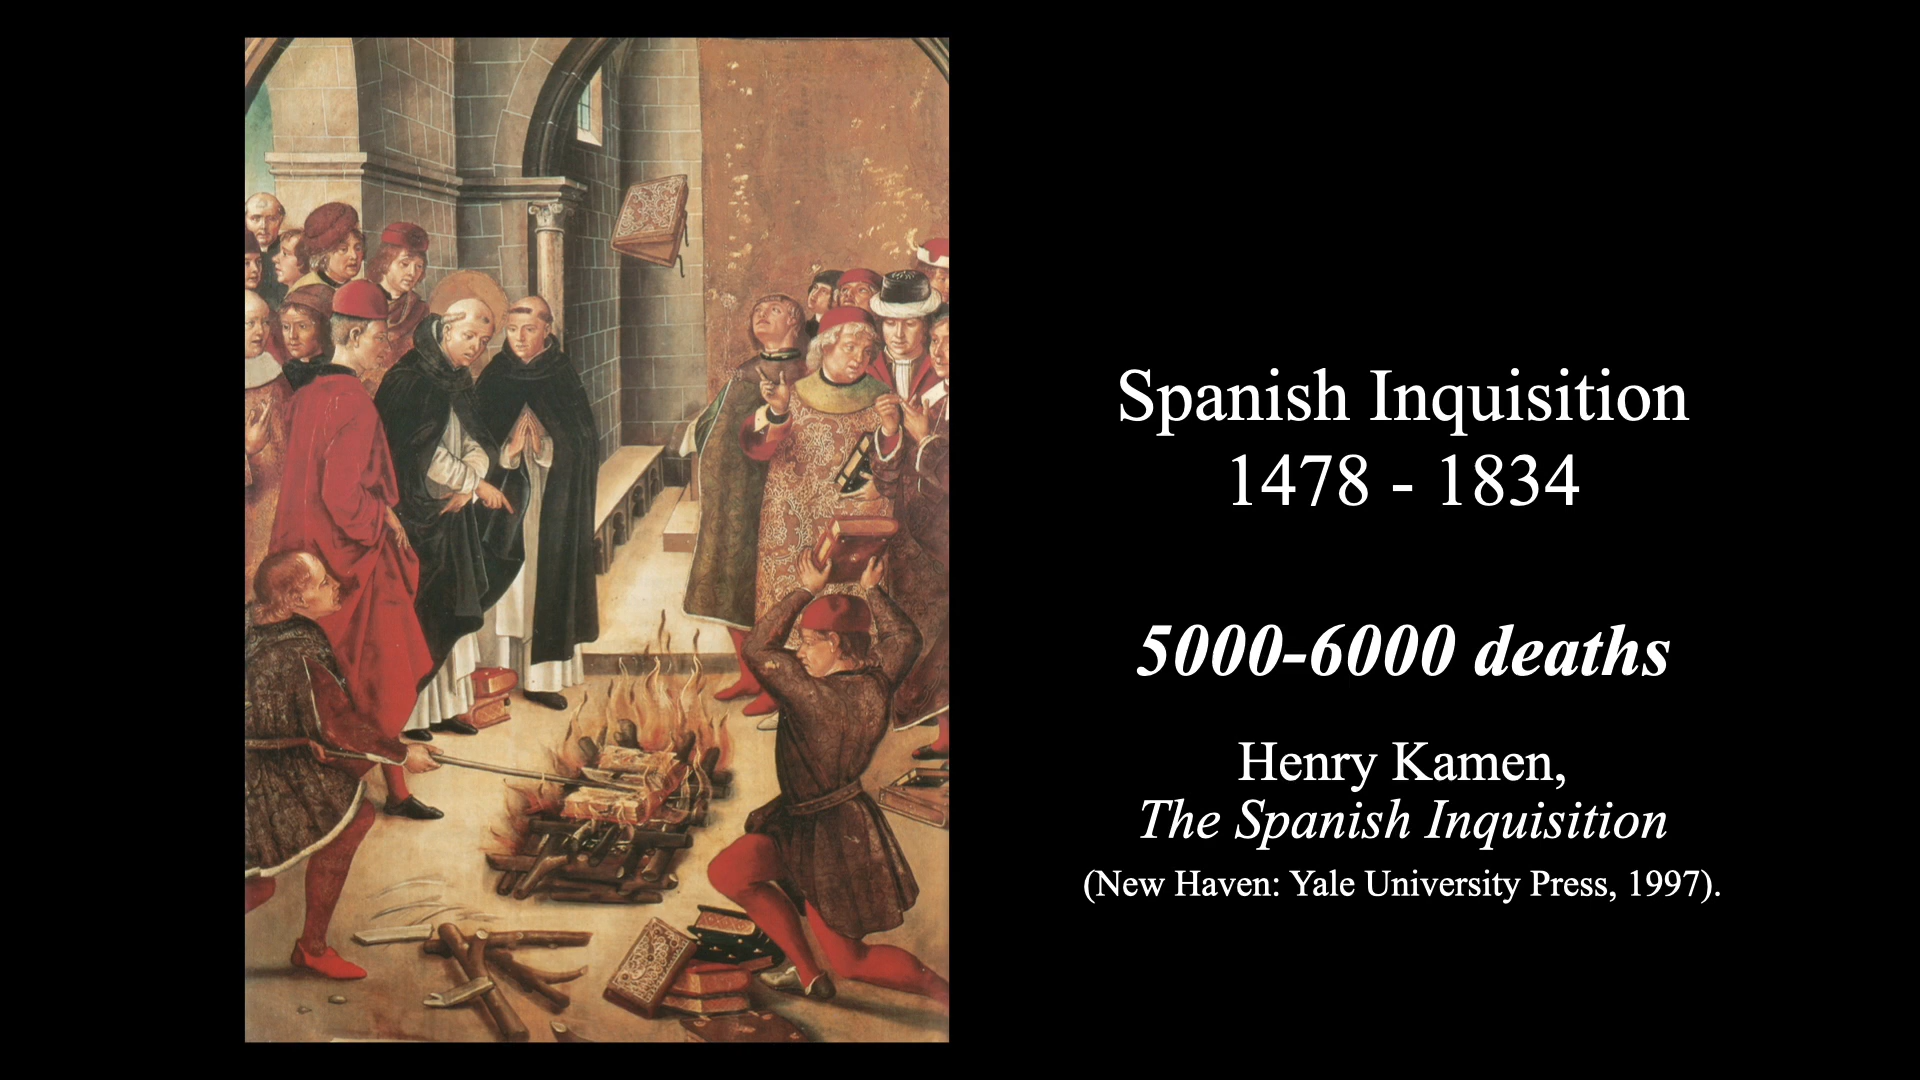 Spanish Inquisition
1478 - 1834
5000-6000 deaths
Henry Kamen,
The Spanish Inquisition
(New Haven: Yale University Press, 1997).